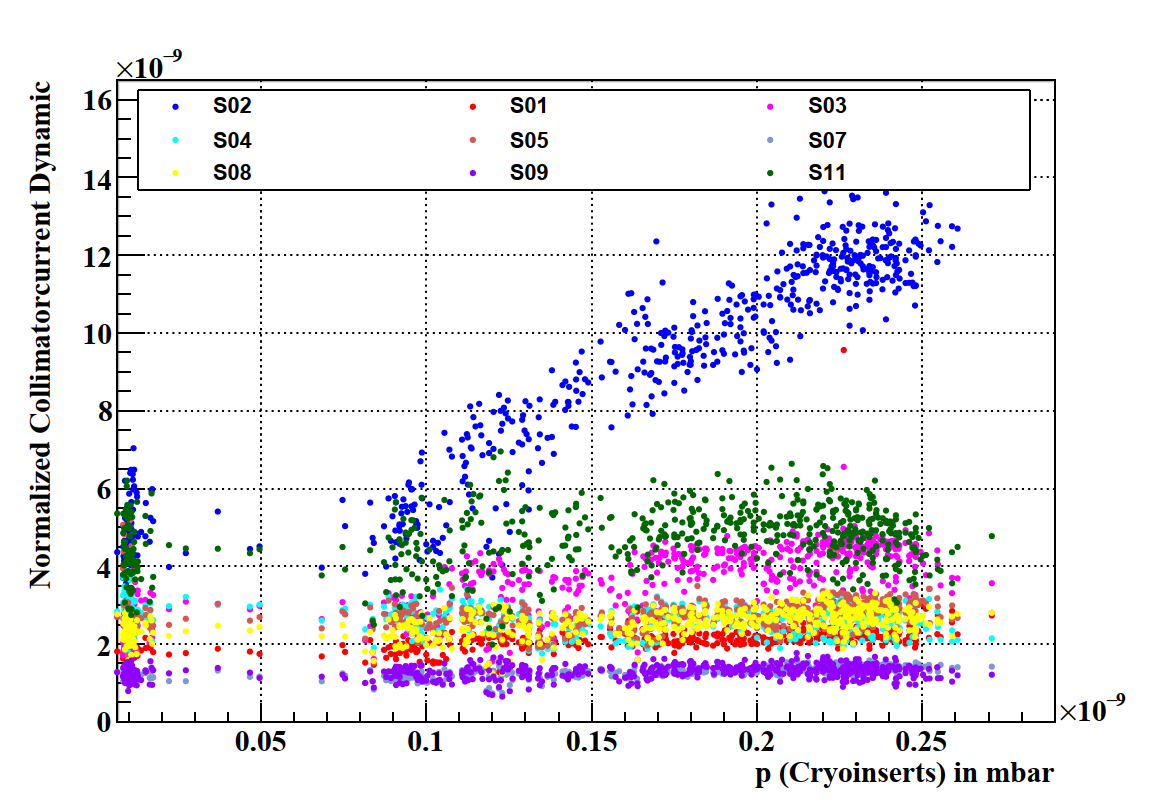 ×10⁻⁹
Normalized Collimatorcurrent Dynamic
S02 S01 S03
S04 S05 S07
S08 S09 S11
16
14
12
10
8
6
4
2
0
0.05 0.1 0.15 0.2 0.25
×10⁻⁹
p (Cryoinserts) in mbar